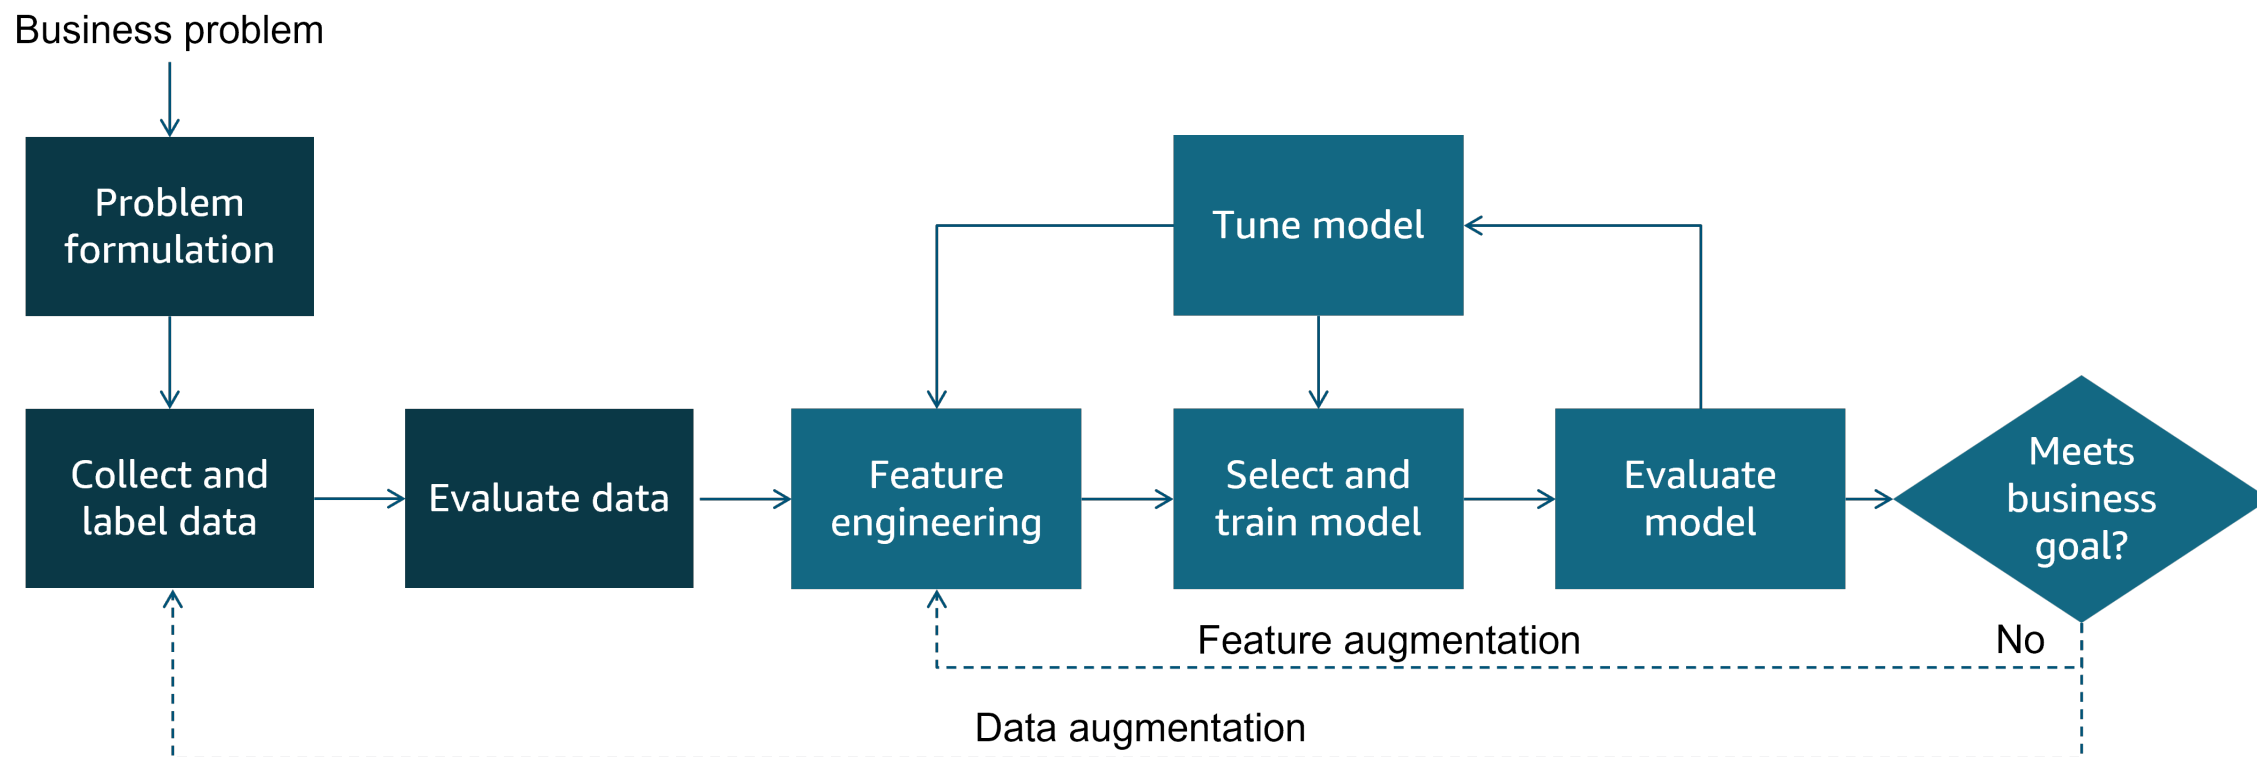 Business problem
Problem
formulation
Tune model
Collect and
label data
Evaluate data
Feature
engineering
Select and
train model
Evaluate
model
Meets
business
goal?
Feature augmentation
No
Data augmentation